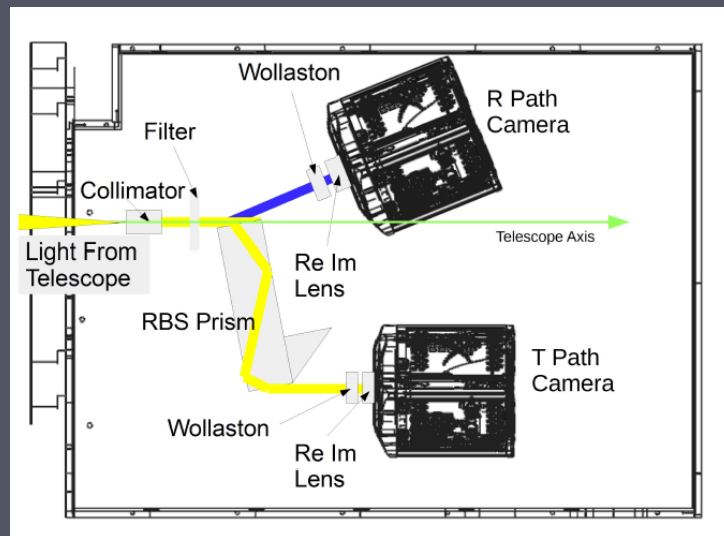 Wollaston
R Path
Camera
Filter
Collimator
Telescope Axis
Light From
Telescope
Re Im
Lens
RBS Prism
T Path
Camera
Wollaston
Re Im
Lens